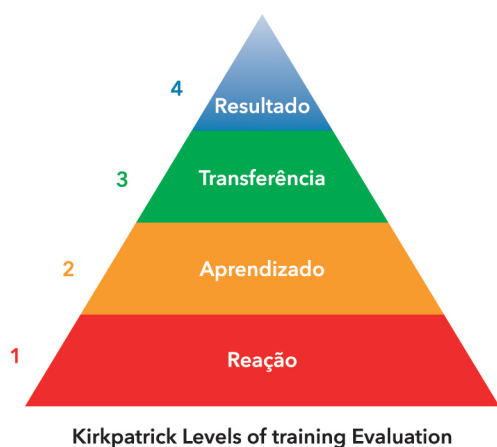 4
Resultado
3
Transferência
2
Aprendizado
1
Reação
Kirkpatrick Levels of training Evaluation